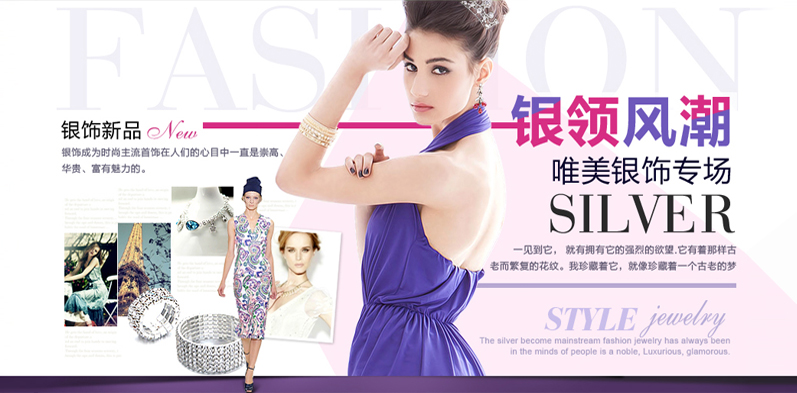 FASHION
银饰新品 New
银饰成为时尚主流首饰在人们的心目中一直是崇高、
华贵、富有魅力的。
银领风潮
唯美银饰专场
SILVER
一见到它， 就有拥有它的强烈的欲望.它有着那样古
老而繁复的花纹。我珍藏着它，就像珍藏着一个古老的梦
STYLE jewelry
The silver become mainstream fashion jewelry has always been
in the minds of people is a noble, Luxurious, glamorous.